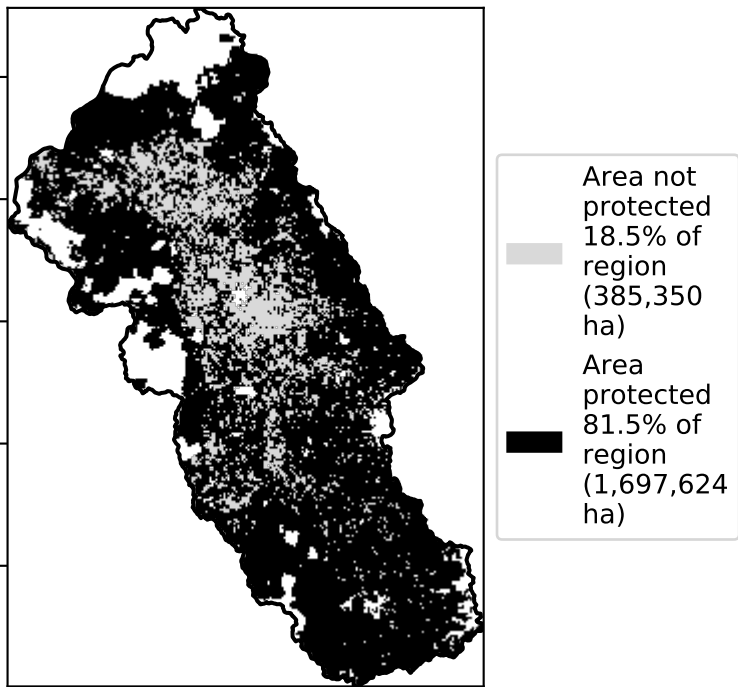 Area not
protected
18.5% of
region
(385,350
ha)
Area
protected
81.5% of
region
(1,697,624
ha)